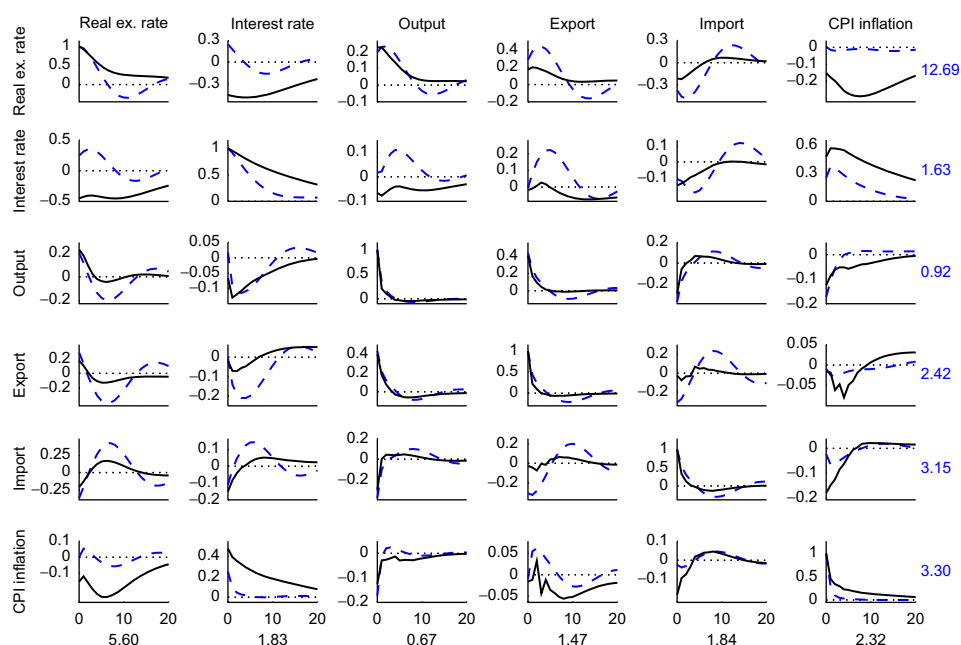 Real ex. rate Interest rate Output Export Import CPI inflation
Real ex. rate
1 0.5 0
0.3 0 −0.3
0.2 0.1 0 −0.1
0.4 0.2 0 −0.2
0.3 0 −0.3
0 −0.1 −0.2
12.69
Interest rate
0.5 0 −0.5
1 0.5 0
0.1 0 −0.1
0.2 0.1 0
0.1 0 −0.1
0.6 0.3 0
1.63
Output
0.2 0 −0.2
0.05 0 −0.05 −0.1
1 0.5 0
0.4 0.2 0
0.2 0 −0.2
0 −0.1 −0.2
0.92
Export
0.2 0 −0.2
0 −0.1 −0.2
0.4 0.2 0
1 0.5 0
0.2 0 −0.2
0.05 0 −0.05
2.42
Import
0.25 0 −0.25
0.1 0 −0.1 −0.2
0.2 0 −0.2
0.2 0 −0.2
1 0.5 0
0 −0.1 −0.2
3.15
CPI inflation
0.1 0 −0.1
0.4 0.2 0
0 −0.1 −0.2
0.05 0 −0.05
0.1 0 −0.1
1 0.5 0
3.30
0 10 20 0 10 20 0 10 20 0 10 20 0 10 20 0 10 20
5.60 1.83 0.67 1.47 1.84 2.32